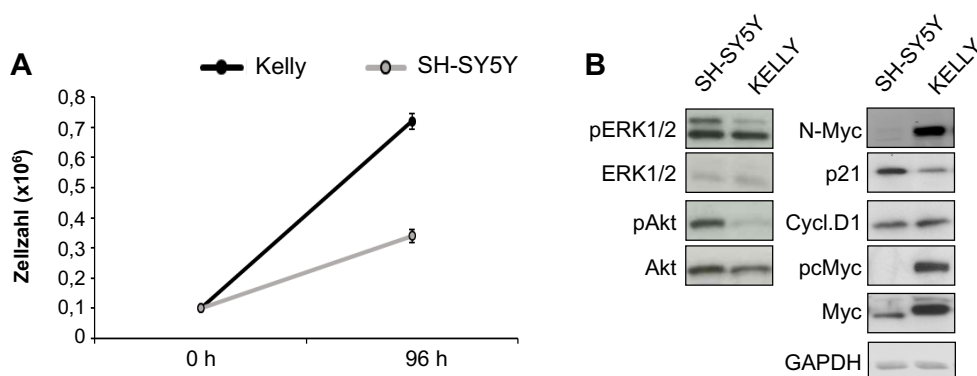 A
Kelly
SH-SY5Y
Zellzahl (x10⁶)
0,8
0,7
0,6
0,5
0,4
0,3
0,2
0,1
0
0 h
96 h
B
SH-SY5Y
KELLY
pERK1/2
ERK1/2
pAkt
Akt
SH-SY5Y
KELLY
N-Myc
p21
Cycl.D1
pcMyc
Myc
GAPDH